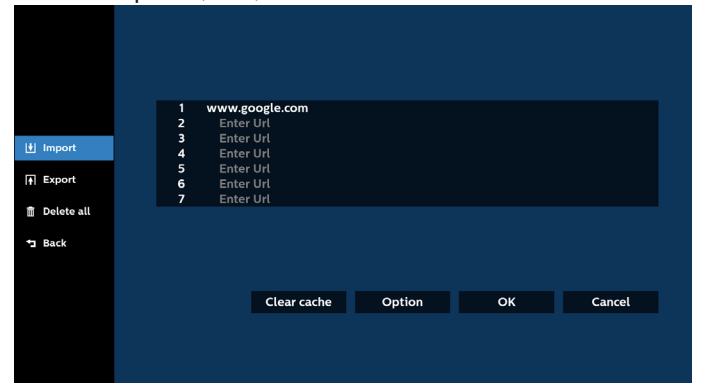 Import
Export
Delete all
Back
1 www.google.com
2 Enter Url
3 Enter Url
4 Enter Url
5 Enter Url
6 Enter Url
7 Enter Url
Clear cache Option OK Cancel